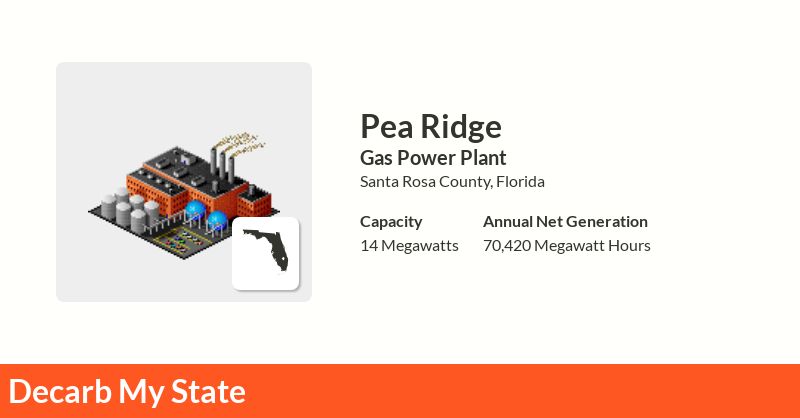 Pea Ridge
Gas Power Plant
Santa Rosa County, Florida
Capacity
14 Megawatts
Annual Net Generation
70,420 Megawatt Hours
Decarb My State